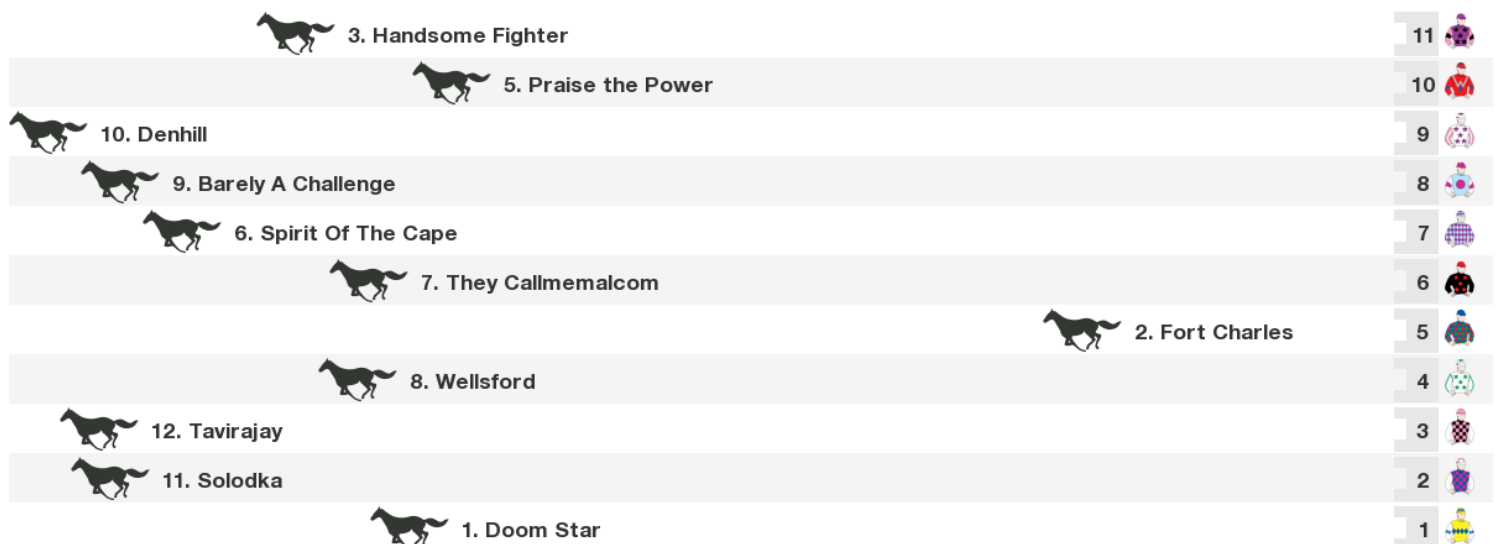 3. Handsome Fighter 11
5. Praise the Power 10
10. Denhill 9
9. Barely A Challenge 8
6. Spirit Of The Cape 7
7. They Callmemalcom 6
2. Fort Charles 5
8. Wellsford 4
12. Tavirajay 3
11. Solodka 2
1. Doom Star 1